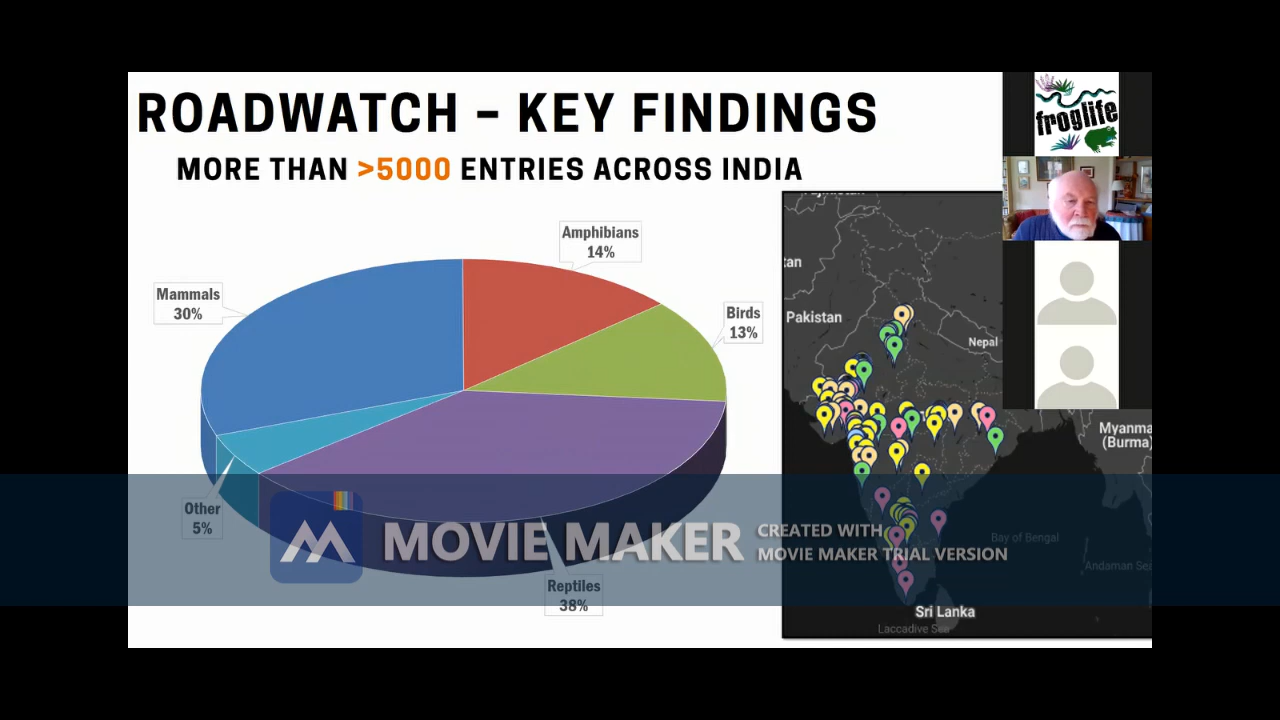 ROADWATCH – KEY FINDINGS
MORE THAN >5000 ENTRIES ACROSS INDIA
froglife
Amphibians
14%
Mammals
30%
Birds
13%
Other
5%
Reptiles
38%
Pakistan
Nepal
Myanma
(Burma)
Bay of Bengal
Andaman Sea
Sri Lanka
Laccadive Sea
MOVIE MAKER
CREATED WITH
MOVIE MAKER TRIAL VERSION